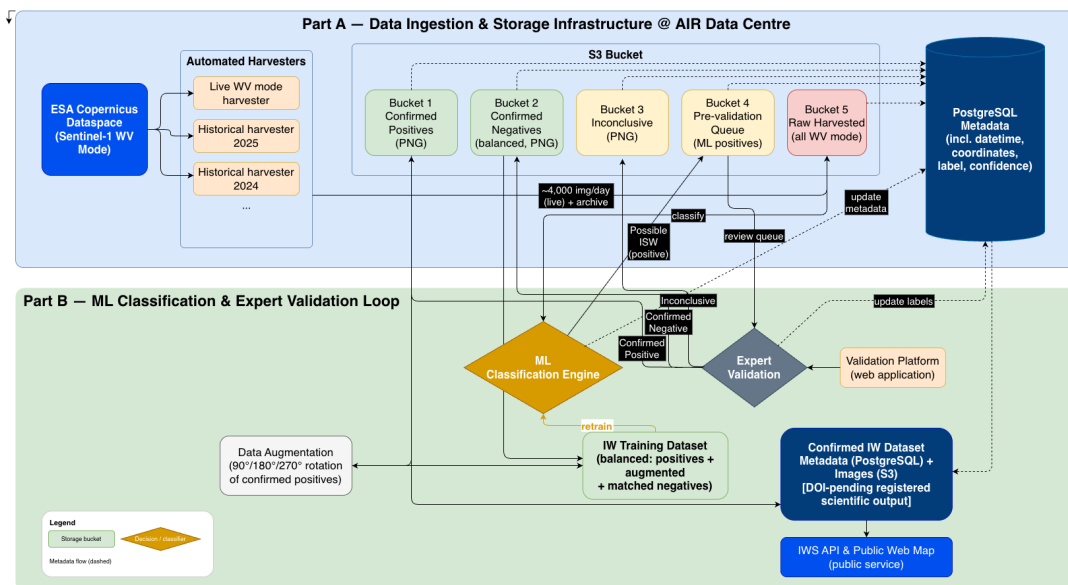 Part A — Data Ingestion & Storage Infrastructure @ AIR Data Centre
Automated Harvesters
S3 Bucket
ESA Copernicus
Dataspace
(Sentinel-1 WV
Mode)
Live WV mode
harvester
Historical harvester
2025
Historical harvester
2024
...
Bucket 1
Confirmed
Positives
(PNG)
Bucket 2
Confirmed
Negatives
(balanced, PNG)
Bucket 3
Inconclusive
(PNG)
Bucket 4
Pre-validation
Queue
(ML positives)
Bucket 5
Raw Harvested
(all WV mode)
PostgreSQL
Metadata
(incl. datetime,
coordinates,
label, confidence)
~4,000 img/day
(live) + archive
classify
update
metadata
Possible
ISW
(positive)
review queue
Part B — ML Classification & Expert Validation Loop
Inconclusive
Confirmed
Negative
Confirmed
Positive
update labels
ML
Classification Engine
Expert
Validation
Validation Platform
(web application)
retrain
Data Augmentation
(90°/180°/270° rotation
of confirmed positives)
IW Training Dataset
(balanced: positives +
augmented
+ matched negatives)
Confirmed IW Dataset
Metadata (PostgreSQL) +
Images (S3)
[DOI-pending registered
scientific output]
IWS API & Public Web Map
(public service)
Legend
Storage bucket
Decision / classifier
Metadata flow (dashed)